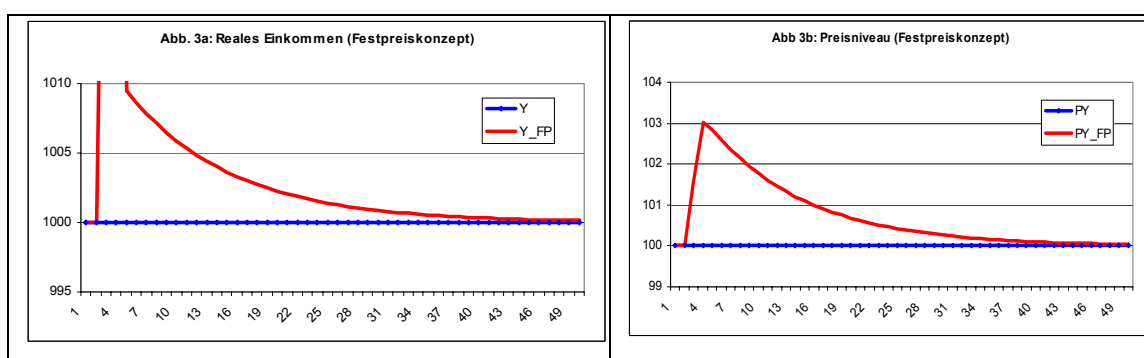 Abb. 3a: Reales Einkommen (Festpreiskonzept)
1010
1005
1000
995
Y
Y_FP
1 4 7 10 13 16 19 22 25 28 31 34 37 40 43 46 49
Abb 3b: Preisniveau (Festpreiskonzept)
104
103
102
101
100
99
PY
PY_FP
1 4 7 10 13 16 19 22 25 28 31 34 37 40 43 46 49